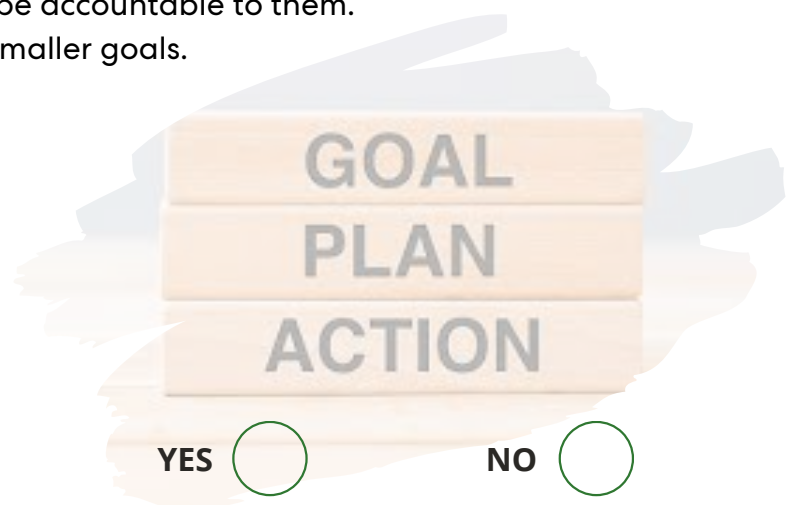 be accountable to them.
maller goals.
GOAL
PLAN
ACTION
YES NO